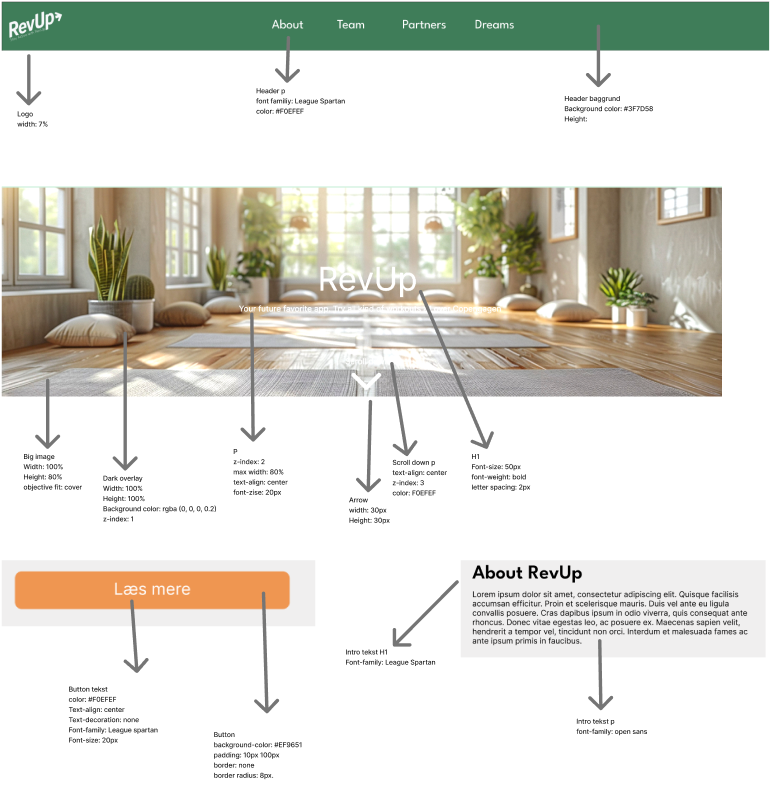 RevUp
About
Team
Partners
Dreams
Header p
font familiy: League Spartan
color: #F0EFEF
Header baggrund
Background color: #3F7D58
Height:
Logo
width: 7%
RevUp
Your future favorite app.
Big image
Width: 100%
Height: 80%
objective fit: cover
Dark overlay
Width: 100%
Height: 100%
Background color: rgba (0, 0, 0, 0.2)
z-index: 1
P
z-index: 2
max width: 80%
text-align: center
font-zise: 20px
Arrow
width: 30px
Height: 30px
Scroll down p
text-align: center
z-index: 3
color: F0EFEF
H1
Font-size: 50px
font-weight: bold
letter spacing: 2px
Læs mere
About RevUp
Lorem ipsum dolor sit amet, consectetur adipiscing elit. Quisque facilisis
accumsan efficitur. Proin et scelerisque mauris. Duis vel ante eu ligula
convallis posuere. Cras dapibus ipsum in odio viverra, quis consequat ante
rhoncus. Donec vitae egestas leo, ac posuere ex. Maecenas sapien velit,
hendrerit a tempor vel, tincidunt non orci. Interdum et malesuada fames ac
ante ipsum primis in faucibus.
Intro tekst H1
Font-family: League Spartan
Button tekst
color: #F0EFEF
Text-align: center
Text-decoration: none
Font-family: League spartan
Font-size: 20px
Button
background-color: #EF9651
padding: 10px 100px
border: none
border radius: 8px.
Intro tekst p
font-family: open sans